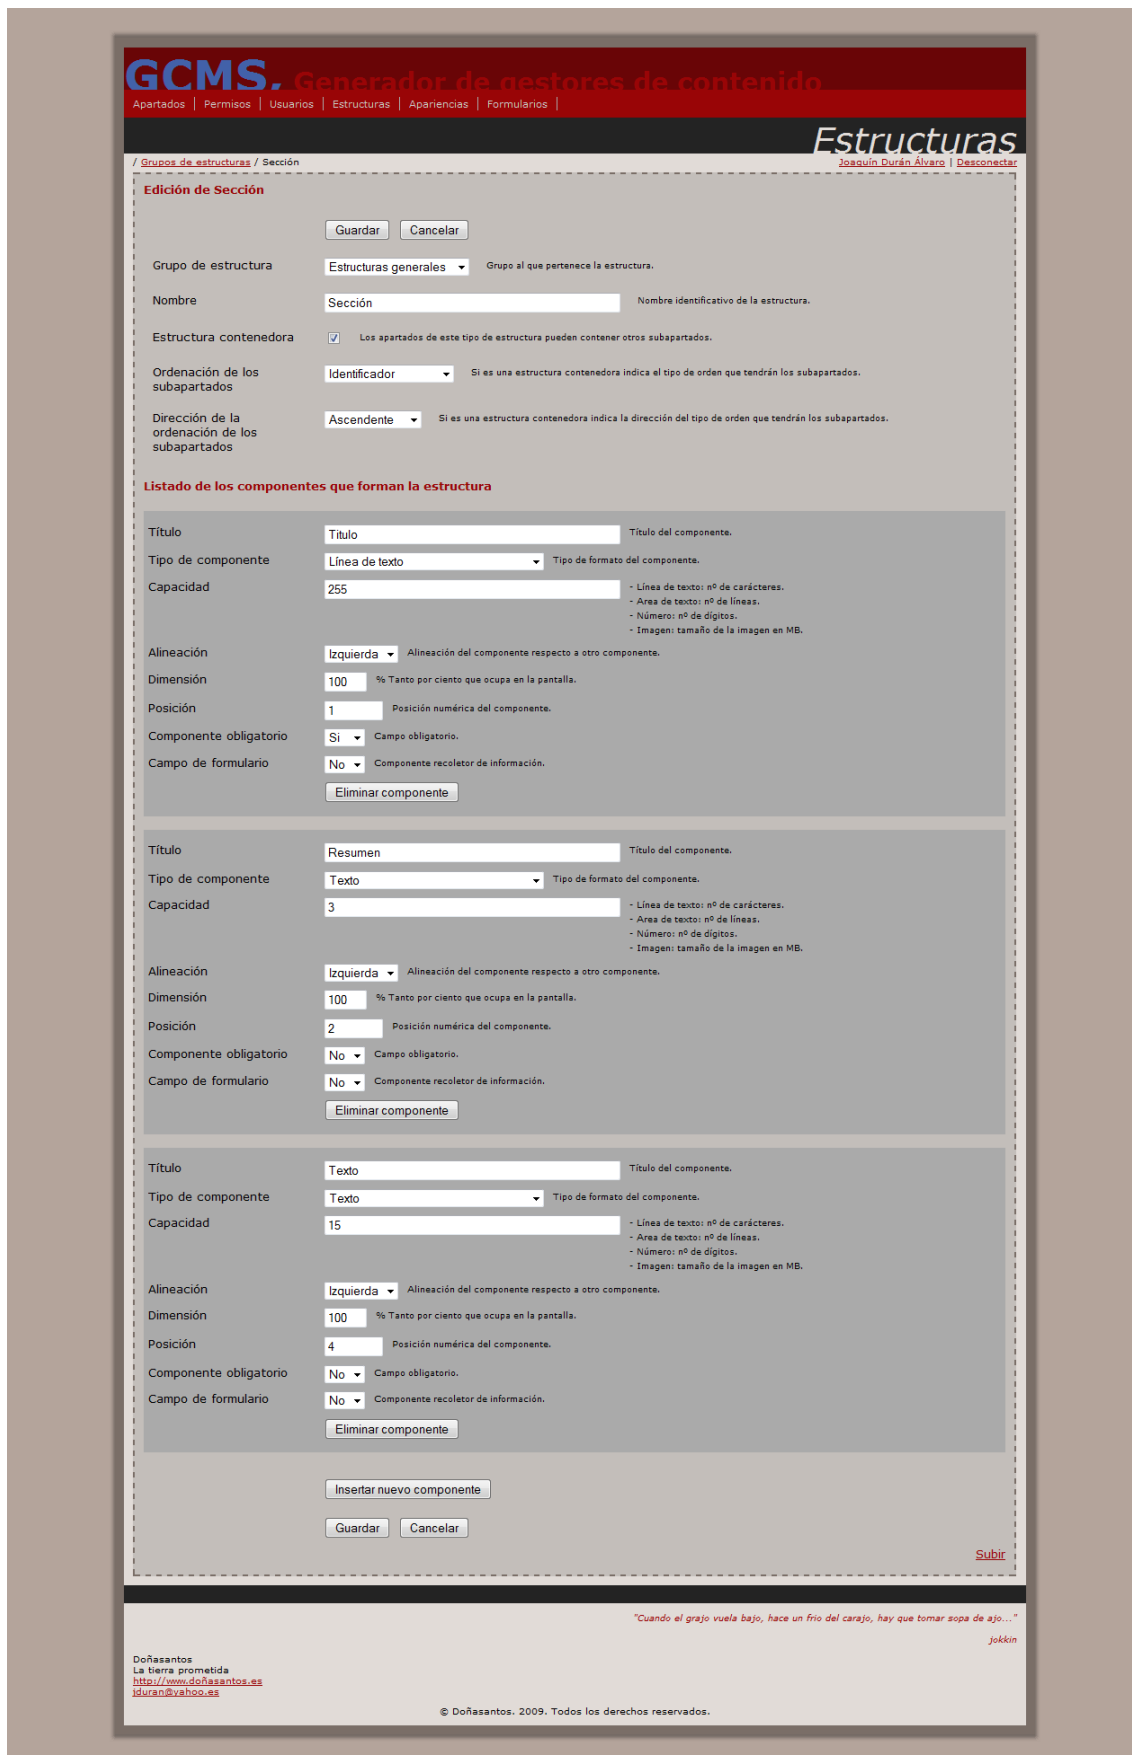 GCMS, Generador de gestores de contenido
Apartados | Permisos | Usuarios | Estructuras | Apariencias | Formularios |
Estructuras
/ Grupos de estructuras / Sección
Joaquín Durán Álvaro | Desconectar
Edición de Sección
Guardar Cancelar
Grupo de estructura Estructuras generales Grupo al que pertenece la estructura.
Nombre Sección Nombre identificativo de la estructura.
Estructura contenedora Los apartados de este tipo de estructura pueden contener otros subapartados.
Ordenación de los
subapartados
Identificador Si es una estructura contenedora indica el tipo de orden que tendrán los subapartados.
Dirección de la
ordenación de los
subapartados
Ascendente Si es una estructura contenedora indica la dirección del tipo de orden que tendrán los subapartados.
Listado de los componentes que forman la estructura
Título Titulo Título del componente.
Tipo de componente Línea de texto Tipo de formato del componente.
Capacidad 255 - Línea de texto: nº de carácteres.
- Area de texto: nº de líneas.
- Número: nº de dígitos.
- Imagen: tamaño de la imagen en MB.
Alineación Izquierda Alineación del componente respecto a otro componente.
Dimensión 100 % Tanto por ciento que ocupa en la pantalla.
Posición 1 Posición numérica del componente.
Componente obligatorio Si Campo obligatorio.
Campo de formulario No Componente recoletor de información.
Eliminar componente
Título Resumen Título del componente.
Tipo de componente Texto Tipo de formato del componente.
Capacidad 3 - Línea de texto: nº de carácteres.
- Area de texto: nº de líneas.
- Número: nº de dígitos.
- Imagen: tamaño de la imagen en MB.
Alineación Izquierda Alineación del componente respecto a otro componente.
Dimensión 100 % Tanto por ciento que ocupa en la pantalla.
Posición 2 Posición numérica del componente.
Componente obligatorio No Campo obligatorio.
Campo de formulario No Componente recoletor de información.
Eliminar componente
Título Texto Título del componente.
Tipo de componente Texto Tipo de formato del componente.
Capacidad 15 - Línea de texto: nº de carácteres.
- Area de texto: nº de líneas.
- Número: nº de dígitos.
- Imagen: tamaño de la imagen en MB.
Alineación Izquierda Alineación del componente respecto a otro componente.
Dimensión 100 % Tanto por ciento que ocupa en la pantalla.
Posición 4 Posición numérica del componente.
Componente obligatorio No Campo obligatorio.
Campo de formulario No Componente recoletor de información.
Eliminar componente
Insertar nuevo componente
Guardar Cancelar
Subir
"Cuando el grajo vuela bajo, hace un frio del carajo, hay que tomar sopa de ajo..."
jokkin
Doñasantos
La tierra prometida
http://www.doñasantos.es
jduran@yahoo.es
© Doñasantos. 2009. Todos los derechos reservados.